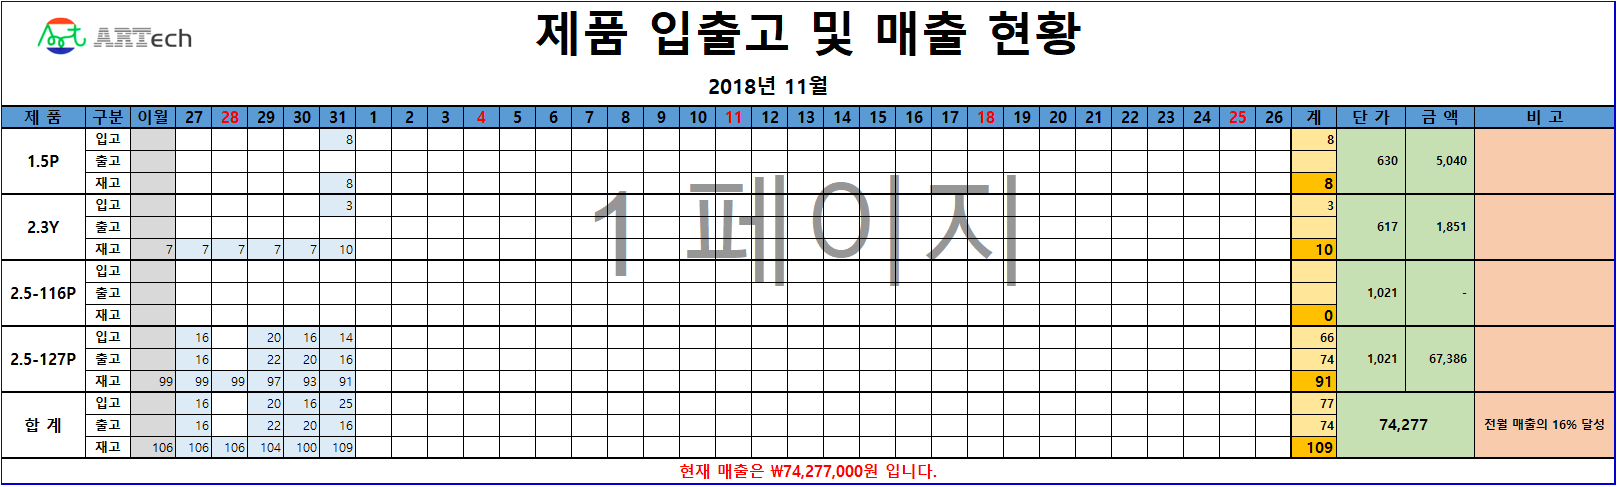 Art ARTech
제품 입출고 및 매출 현황
2018년 11월
제 품 구분 이월 27 28 29 30 31 1 2 3 4 5 6 7 8 9 10 11 12 13 14 15 16 17 18 19 20 21 22 23 24 25 26 계 단 가 금 액 비 고
1.5P 입고 8 8 630 5,040
출고
재고 8 8
2.3Y 입고 3 3 617 1,851
출고
재고 7 7 7 7 7 10 10
2.5-116P 입고 1,021 -
출고
재고 0
2.5-127P 입고 16 20 16 14 66 1,021 67,386
출고 16 22 20 16 74
재고 99 99 99 97 93 91 91
합 계 입고 16 20 16 25 77 74,277 전월 매출의 16% 달성
출고 16 22 20 16 74
재고 106 106 106 104 100 109 109
현재 매출은 ₩74,277,000원 입니다.
1 페이지